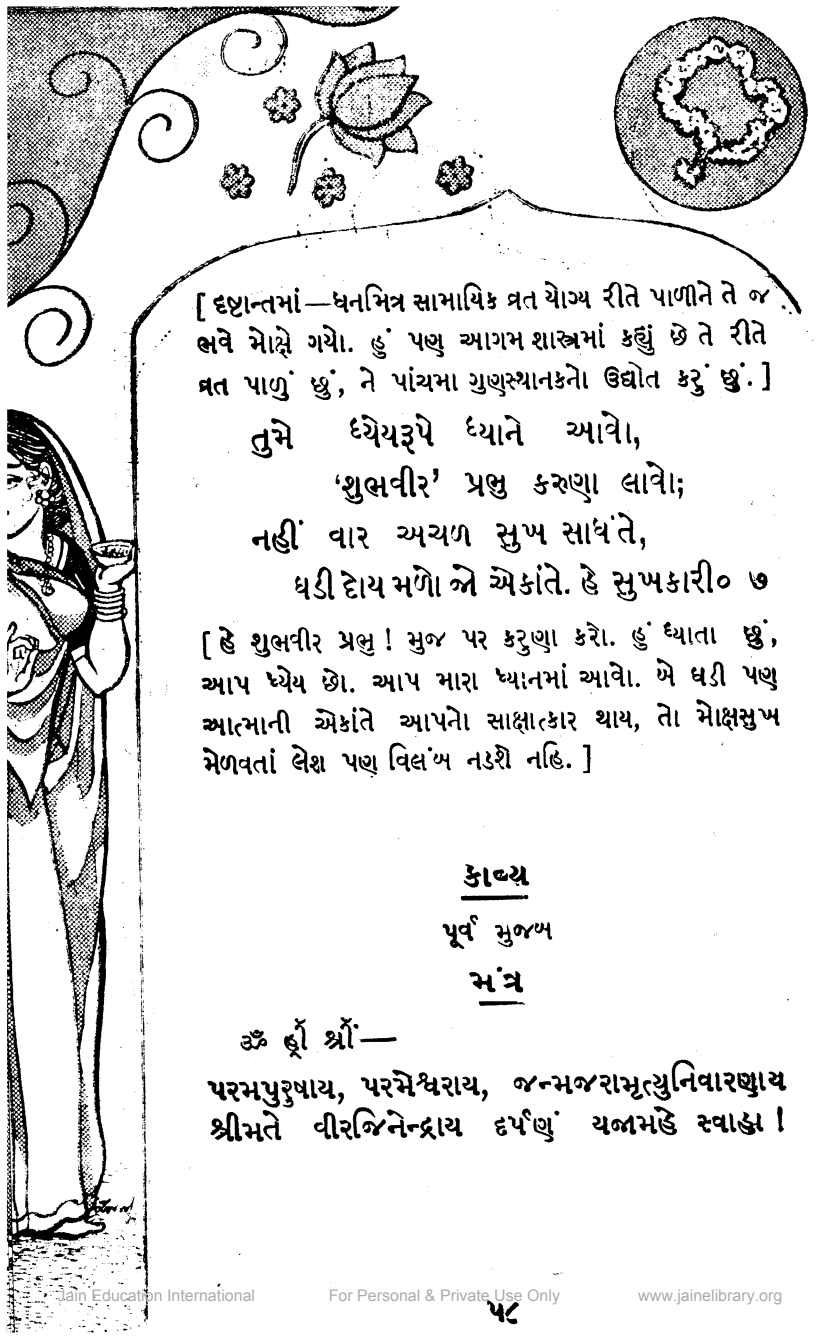 [ દૃષ્ટાન્તમાં—ધનમિત્ર સામાયિક વ્રત યોગ્ય રીતે પાળીને તે જ
ભવે મોક્ષે ગયો. હું પણ આગમ શાસ્ત્રમાં કહ્યું છે તે રીતે
વ્રત પાળું છું, ને પાંચમા ગુણસ્થાનકનો ઉદ્યોત કરું છું. ]
તુમે ધ્યેયરૂપે ધ્યાને આવો,
‘શુભવીર’ પ્રભુ કરુણા લાવો;
નહીં વાર અચળ સુખ સાધંતે,
ઘડી દોય મળો જો એકાંતે. હે સુખકારી૦ ૭
[ હે શુભવીર પ્રભુ ! મુજ પર કરુણા કરો. હું ધ્યાતા છું,
આપ ધ્યેય છો. આપ મારા ધ્યાનમાં આવો. બે ઘડી પણ
આત્માની એકાંતે આપનો સાક્ષાત્કાર થાય, તો મોક્ષસુખ
મેળવતાં લેશ પણ વિલંબ નડશે નહિ. ]
કાવ્ય
પૂર્વ મુજબ
મંત્ર
ૐ હ્રીઁ શ્રીઁ—
પરમપુરુષાય, પરમેશ્વરાય, જન્મજરામૃત્યુનિવારણાય
શ્રીમતે વીરજિનેન્દ્રાય દર્પણં યજામહે સ્વાહા !
Jain Education International For Personal & Private Use Only www.jainelibrary.org
૫૮